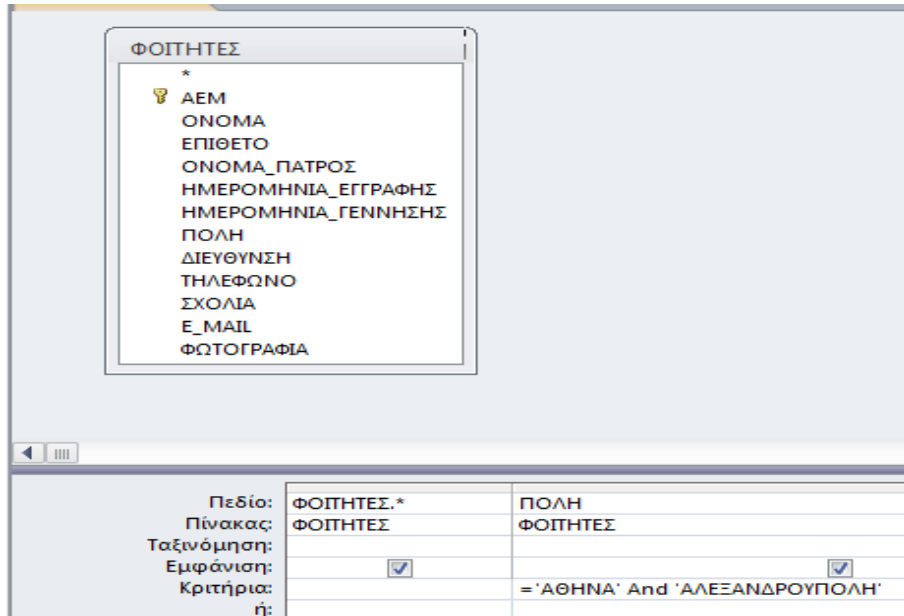 ΦΟΙΤΗΤΕΣ
*
ΑΕΜ
ΟΝΟΜΑ
ΕΠΙΘΕΤΟ
ΟΝΟΜΑ_ΠΑΤΡΟΣ
ΗΜΕΡΟΜΗΝΙΑ_ΕΓΓΡΑΦΗΣ
ΗΜΕΡΟΜΗΝΙΑ_ΓΕΝΝΗΣΗΣ
ΠΟΛΗ
ΔΙΕΥΘΥΝΣΗ
ΤΗΛΕΦΩΝΟ
ΣΧΟΛΙΑ
E_MAIL
ΦΩΤΟΓΡΑΦΙΑ
Πεδίο: ΦΟΙΤΗΤΕΣ.* ΠΟΛΗ
Πίνακας: ΦΟΙΤΗΤΕΣ ΦΟΙΤΗΤΕΣ
Ταξινόμηση:
Εμφάνιση:
Κριτήρια: ='ΑΘΗΝΑ' And 'ΑΛΕΞΑΝΔΡΟΥΠΟΛΗ'
ή: